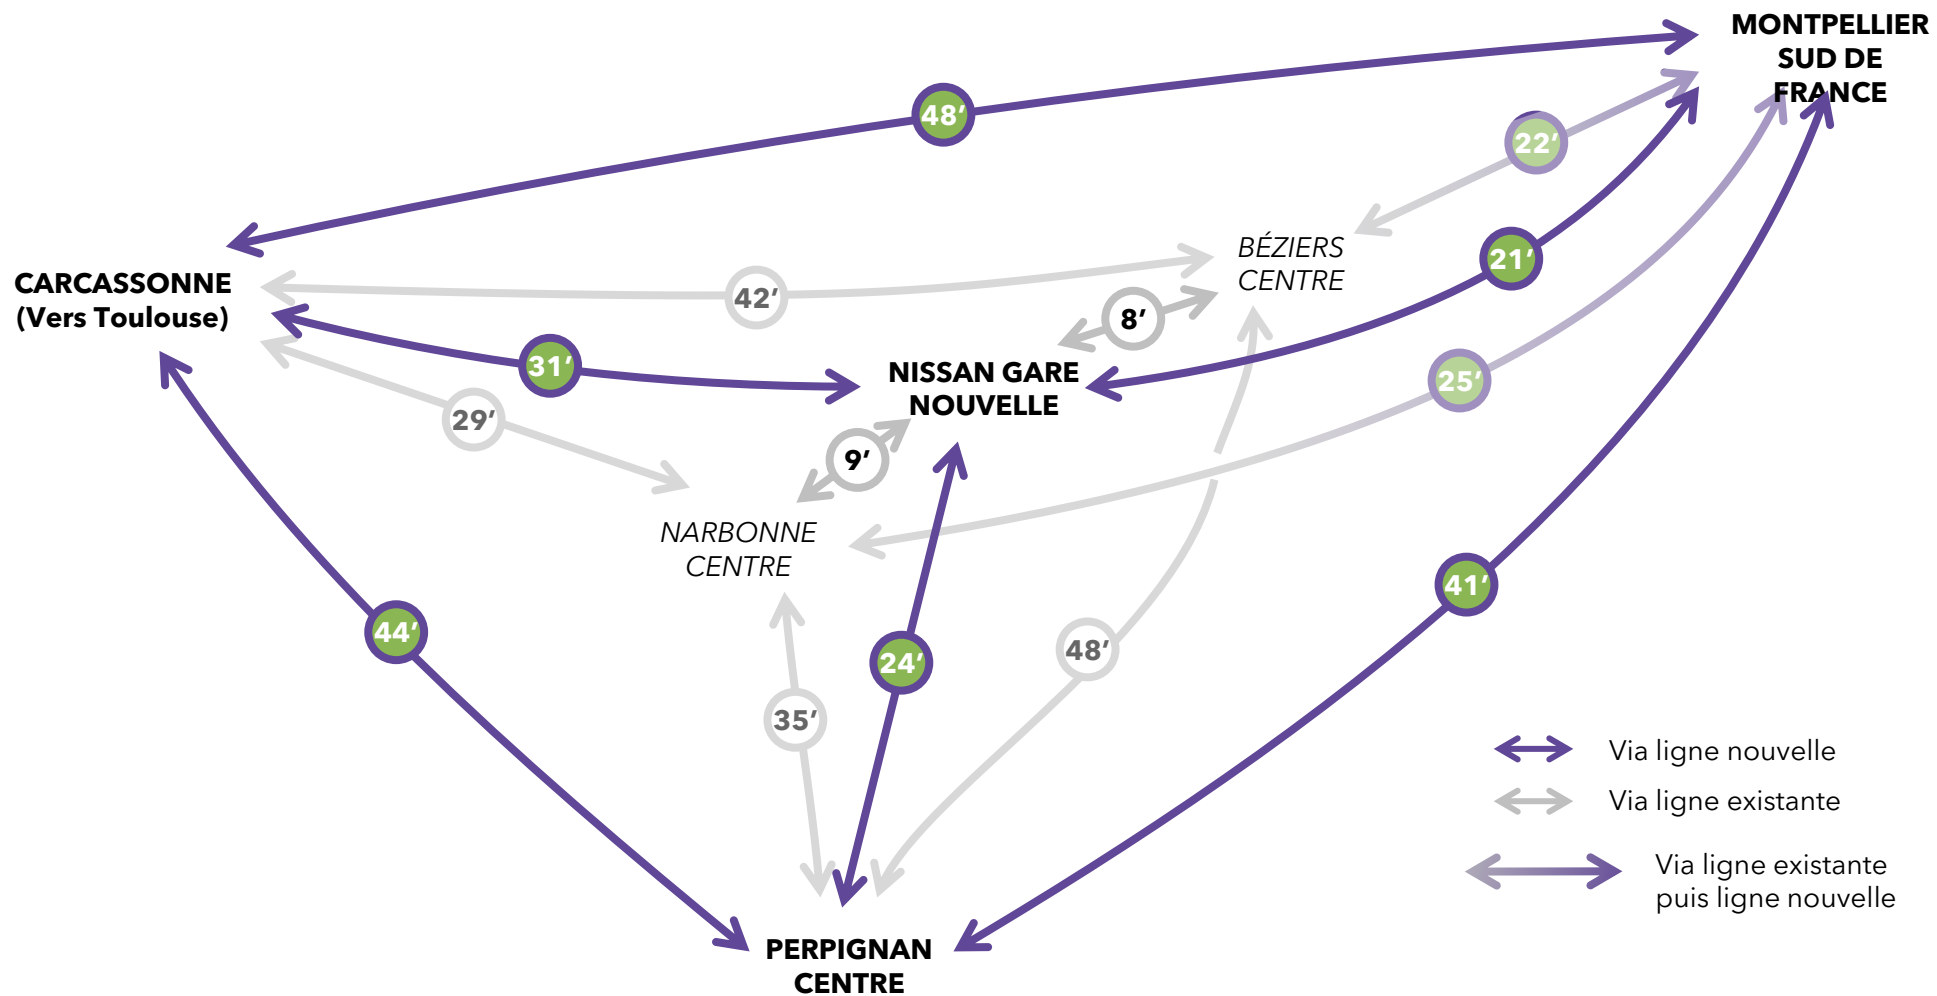 MONTPELLIER
SUD DE
FRANCE
48’
22’
BÉZIERS
CENTRE
21’
CARCASSONNE
(Vers Toulouse)
42’
8’
31’
NISSAN GARE
NOUVELLE
25’
29’
9’
NARBONNE
CENTRE
41’
44’
24’
48’
35’
Via ligne nouvelle
Via ligne existante
Via ligne existante
puis ligne nouvelle
PERPIGNAN
CENTRE